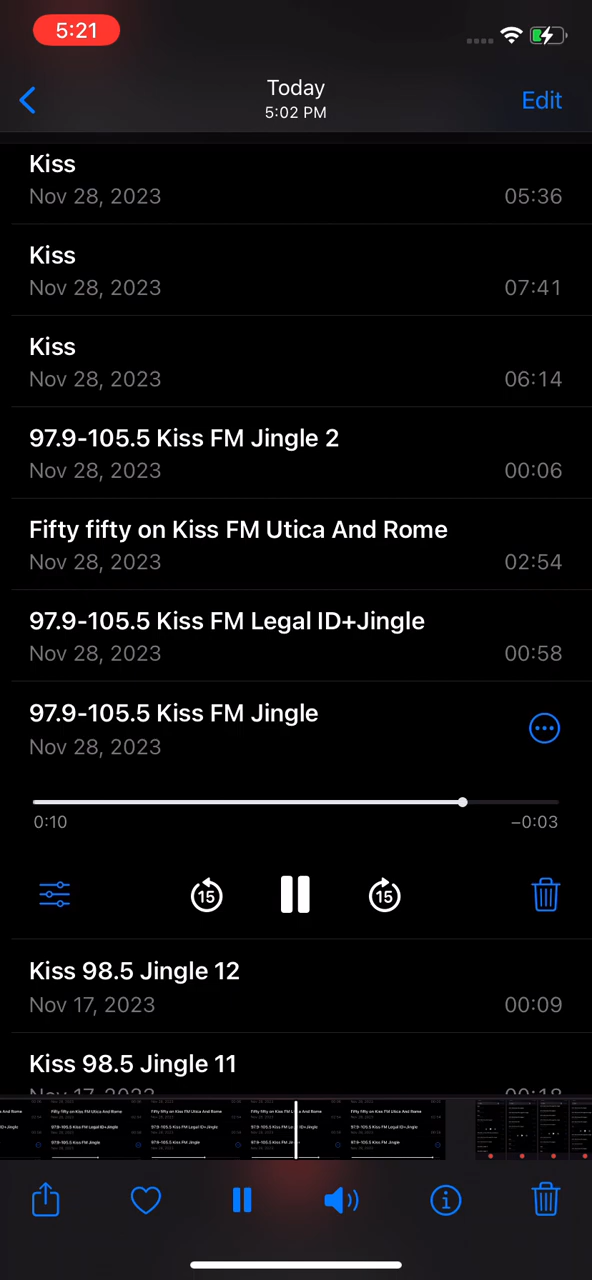 5:21
Today
5:02 PM
Edit
Kiss
Nov 28, 2023
05:36
Kiss
Nov 28, 2023
07:41
Kiss
Nov 28, 2023
06:14
97.9-105.5 Kiss FM Jingle 2
Nov 28, 2023
00:06
Fifty fifty on Kiss FM Utica And Rome
Nov 28, 2023
02:54
97.9-105.5 Kiss FM Legal ID+Jingle
Nov 28, 2023
00:58
97.9-105.5 Kiss FM Jingle
Nov 28, 2023
0:10
−0:03
15
15
Kiss 98.5 Jingle 12
Nov 17, 2023
00:09
Kiss 98.5 Jingle 11
Nov 17, 2023
00:18